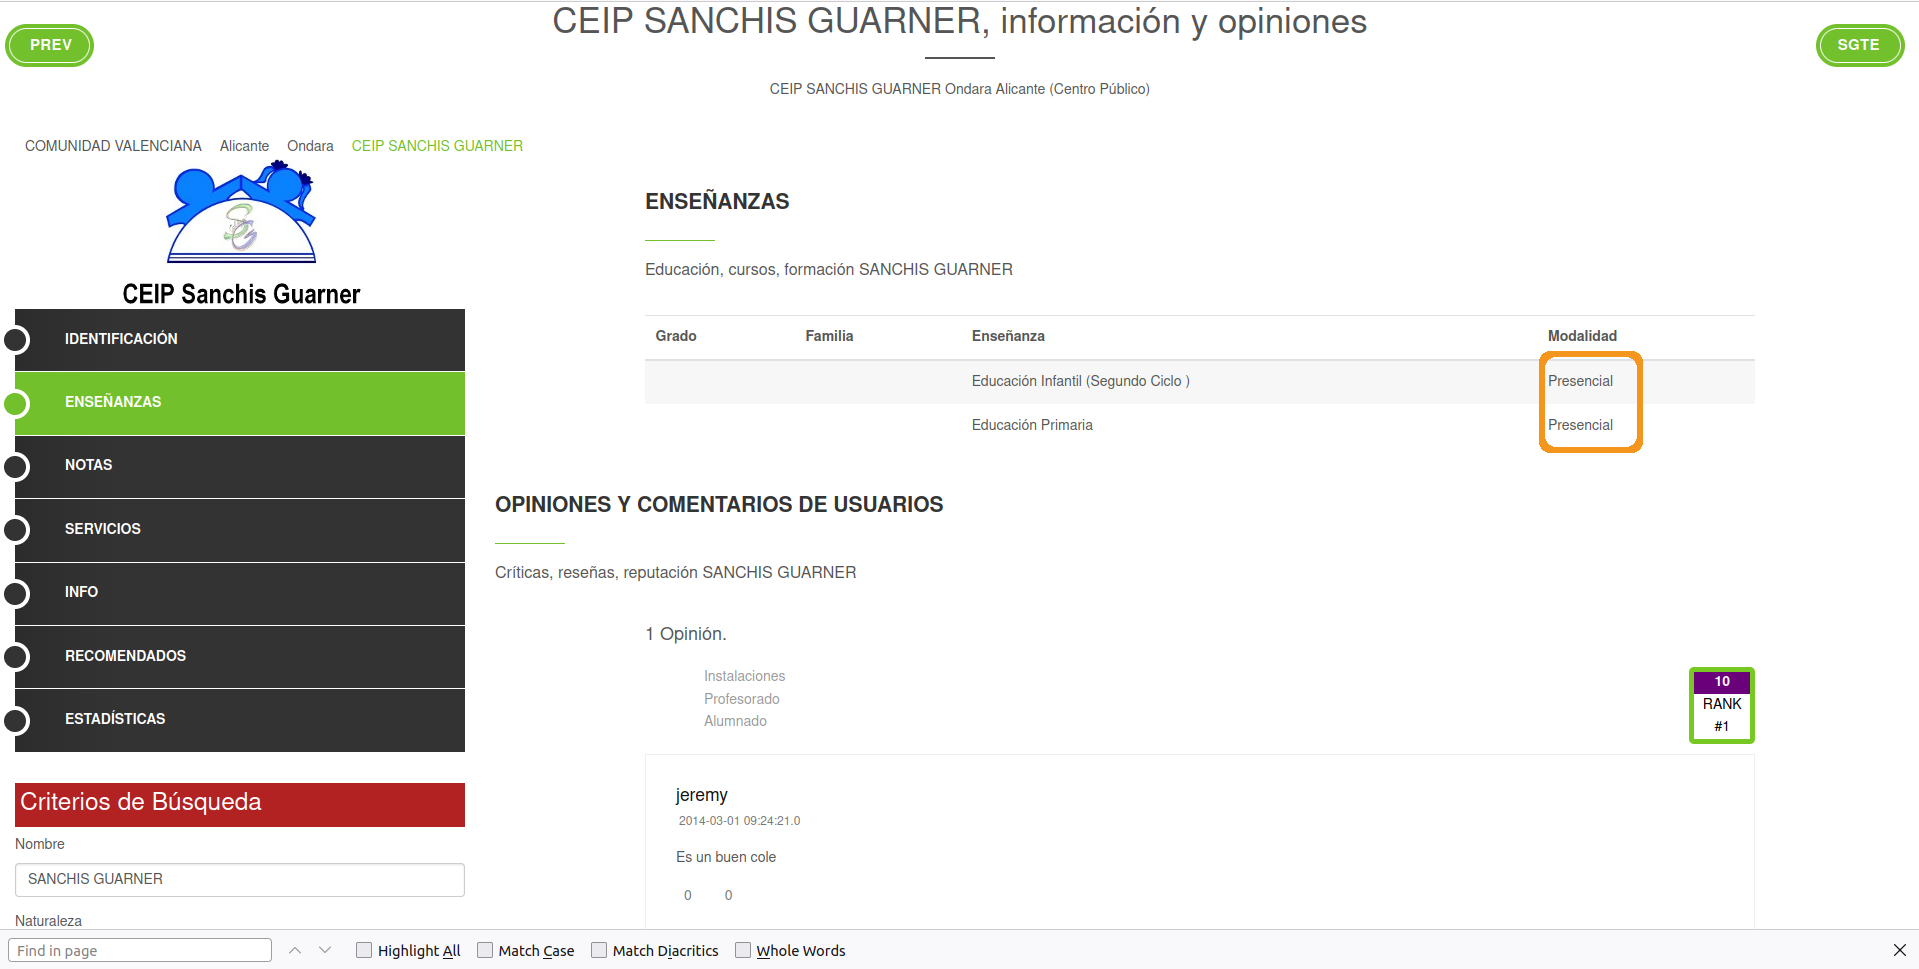 CEIP SANCHIS GUARNER, información y opiniones
PREV
SGTE
CEIP SANCHIS GUARNER Ondara Alicante (Centro Público)
COMUNIDAD VALENCIANA Alicante Ondara CEIP SANCHIS GUARNER
SG
CEIP Sanchis Guarner
IDENTIFICACIÓN
ENSEÑANZAS
NOTAS
SERVICIOS
INFO
RECOMENDADOS
ESTADÍSTICAS
Criterios de Búsqueda
Nombre
SANCHIS GUARNER
Naturaleza
ENSEÑANZAS
Educación, cursos, formación SANCHIS GUARNER
Grado Familia Enseñanza Modalidad
Educación Infantil (Segundo Ciclo ) Presencial
Educación Primaria Presencial
OPINIONES Y COMENTARIOS DE USUARIOS
Críticas, reseñas, reputación SANCHIS GUARNER
1 Opinión.
Instalaciones
Profesorado
Alumnado
10
RANK
#1
jeremy
2014-03-01 09:24:21.0
Es un buen cole
0 0
Find in page Highlight All Match Case Match Diacritics Whole Words